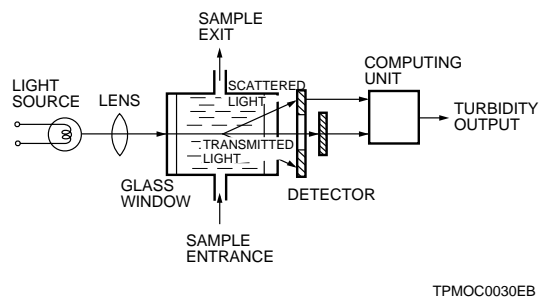 SAMPLE
EXIT
LIGHT
SOURCE
LENS
SCATTERED
LIGHT
COMPUTING
UNIT
TURBIDITY
OUTPUT
TRANSMITTED
LIGHT
GLASS
WINDOW
DETECTOR
SAMPLE
ENTRANCE
TPMOC0030EB